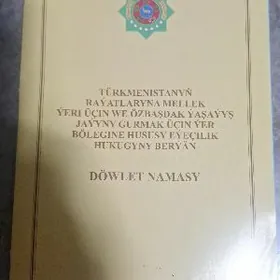 TÜRKMENISTANYŇ
RAÝATLARYNA MELLEK
ÝERI ÜÇIN WE ÖZBAŞDAK ÝAŞAÝYŞ
JAÝYNY GURMAK ÜÇIN ÝER
BÖLEGINE HUSUSY EÝEÇILIK
HUKUGYNY BERÝÄN
DÖWLET NAMASY